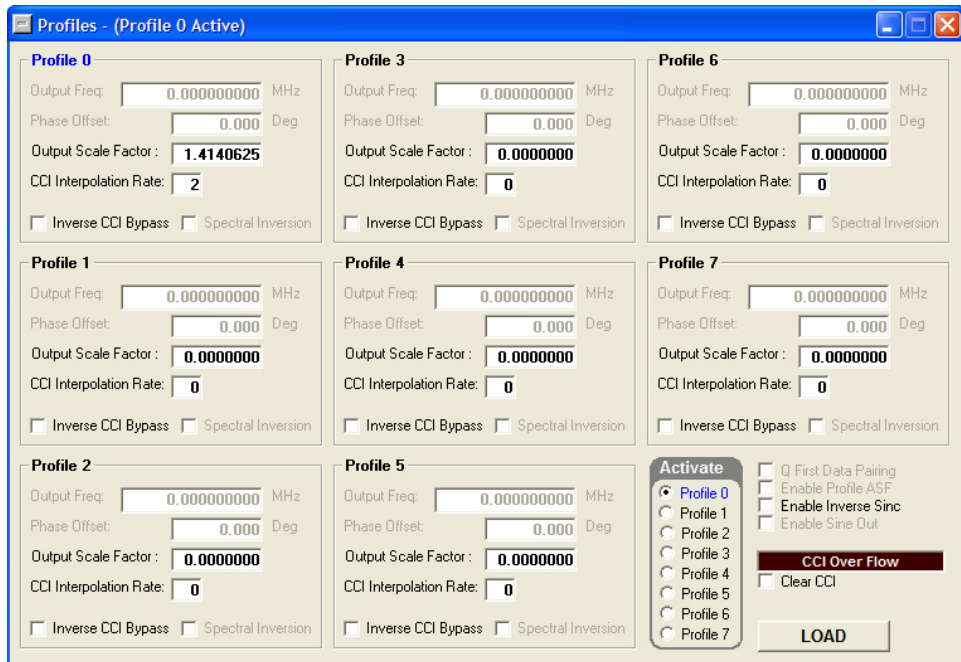 Profiles - (Profile 0 Active)
Profile 0
Output Freq: 0.000000000 MHz
Phase Offset: 0.000 Deg
Output Scale Factor : 1.4140625
CCI Interpolation Rate: 2
Inverse CCI Bypass Spectral Inversion
Profile 3
Output Freq: 0.000000000 MHz
Phase Offset: 0.000 Deg
Output Scale Factor : 0.0000000
CCI Interpolation Rate: 0
Inverse CCI Bypass Spectral Inversion
Profile 6
Output Freq: 0.000000000 MHz
Phase Offset: 0.000 Deg
Output Scale Factor : 0.0000000
CCI Interpolation Rate: 0
Inverse CCI Bypass Spectral Inversion
Profile 1
Output Freq: 0.000000000 MHz
Phase Offset: 0.000 Deg
Output Scale Factor : 0.0000000
CCI Interpolation Rate: 0
Inverse CCI Bypass Spectral Inversion
Profile 4
Output Freq: 0.000000000 MHz
Phase Offset: 0.000 Deg
Output Scale Factor : 0.0000000
CCI Interpolation Rate: 0
Inverse CCI Bypass Spectral Inversion
Profile 7
Output Freq: 0.000000000 MHz
Phase Offset: 0.000 Deg
Output Scale Factor : 0.0000000
CCI Interpolation Rate: 0
Inverse CCI Bypass Spectral Inversion
Profile 2
Output Freq: 0.000000000 MHz
Phase Offset: 0.000 Deg
Output Scale Factor : 0.0000000
CCI Interpolation Rate: 0
Inverse CCI Bypass Spectral Inversion
Profile 5
Output Freq: 0.000000000 MHz
Phase Offset: 0.000 Deg
Output Scale Factor : 0.0000000
CCI Interpolation Rate: 0
Inverse CCI Bypass Spectral Inversion
Activate
Profile 0
Profile 1
Profile 2
Profile 3
Profile 4
Profile 5
Profile 6
Profile 7
Q First Data Pairing
Enable Profile ASF
Enable Inverse Sinc
Enable Sine Out
CCI Over Flow
Clear CCI
LOAD